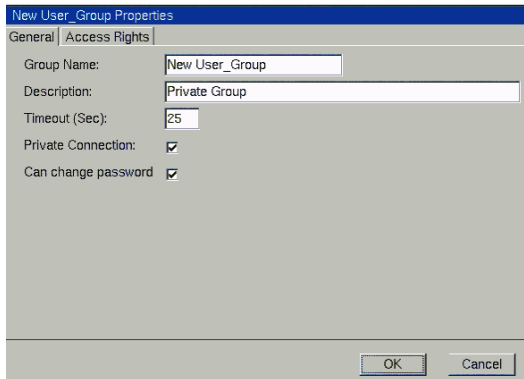 New User_Group Properties
General Access Rights
Group Name: New User_Group
Description: Private Group
Timeout (Sec): 25
Private Connection:
Can change password
OK Cancel